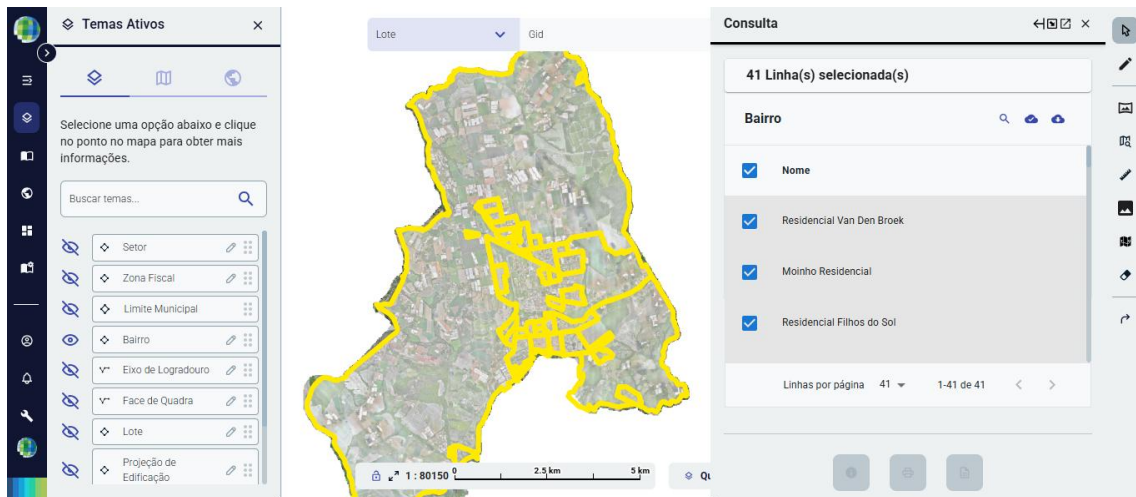 Temas Ativos
Selecione uma opção abaixo e clique
no ponto no mapa para obter mais
informações.
Buscar temas...
Setor
Zona Fiscal
Limite Municipal
Bairro
Eixo de Logradouro
Face de Quadra
Lote
Projeção de
Edificação
Lote
Gid
1 : 80150
0
2.5 km
5 km
Qu
Consulta
41 Linha(s) selecionada(s)
Bairro
Nome
Residencial Van Den Broek
Moinho Residencial
Residencial Filhos do Sol
Linhas por página 41 1-41 de 41